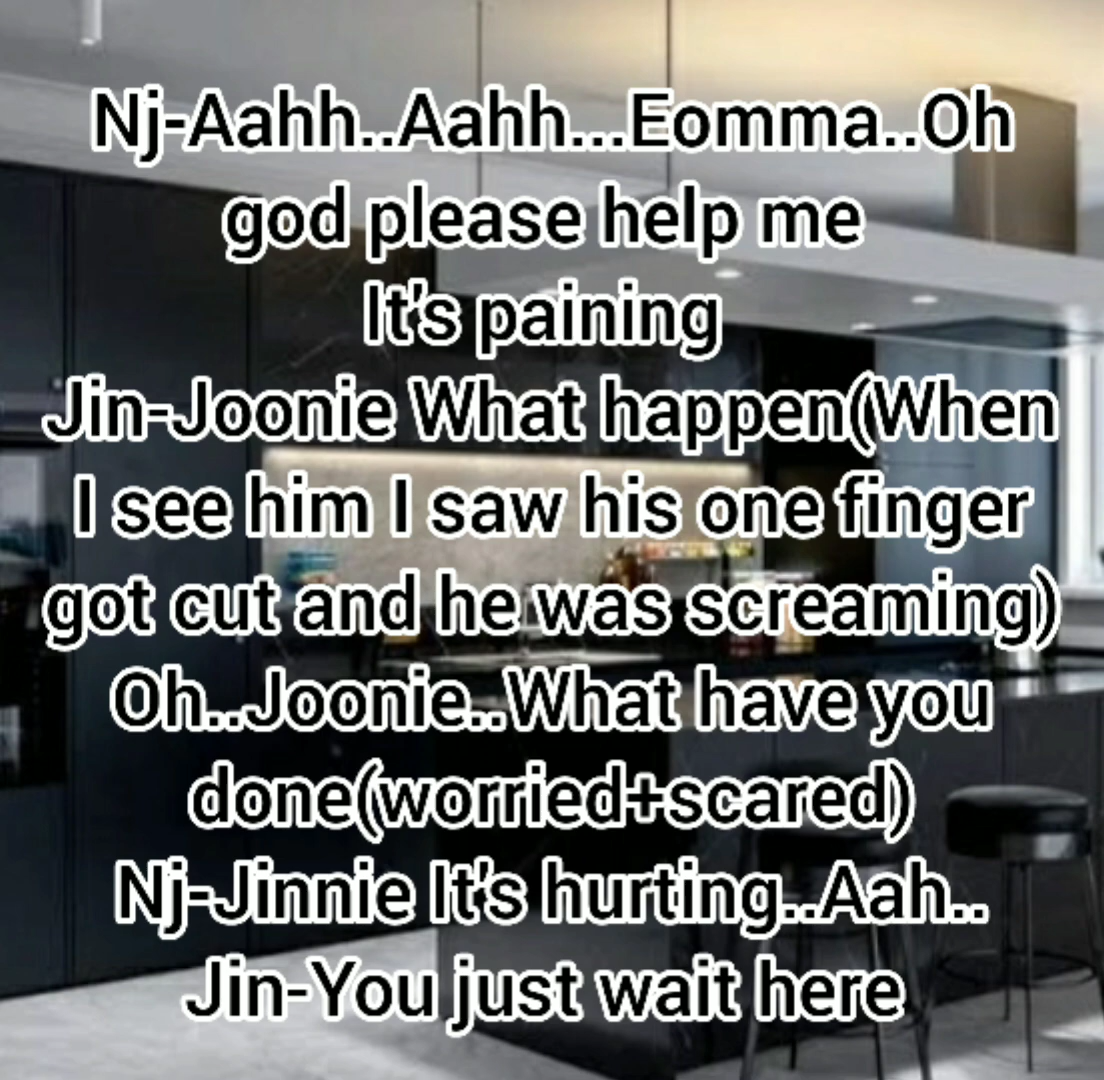 Nj-Aahh..Aahh...Eomma..Oh
god please help me
It's paining
Jin-Joonie What happen(When
I see him I saw his one finger
got cut and he was screaming)
Oh..Joonie..What have you
done(worried+scared)
Nj-Jinnie It's hurting..Aah..
Jin-You just wait here